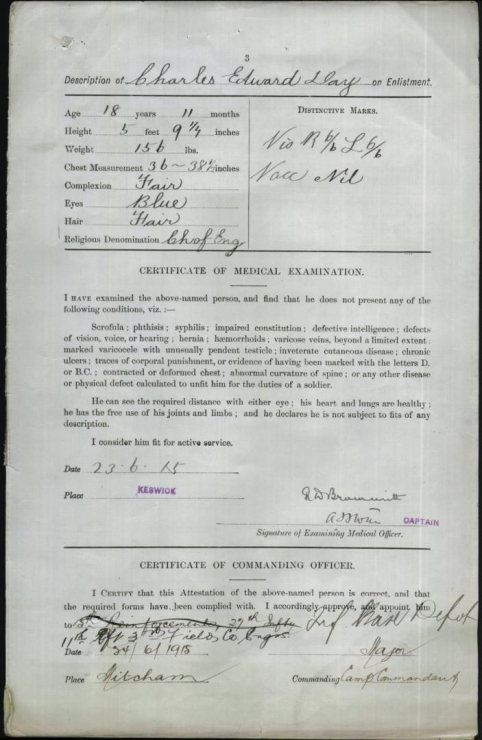 3
Description of Charles Edward Day on Enlistment.
Age 18 years 11 months
Height 5 feet 9 1/4 inches
Weight 156 lbs.
Chest Measurement 36 - 38½ inches
Complexion Fair
Eyes Blue
Hair Fair
Religious Denomination Ch of Eng
DISTINCTIVE MARKS.
Vis R 6/6 L 6/6
Vacc Nil
CERTIFICATE OF MEDICAL EXAMINATION.
I HAVE examined the above-named person, and find that he does not present any of the
following conditions, viz. :—
Scrofula ; phthisis ; syphilis ; impaired constitution ; defective intelligence ; defects
of vision, voice, or hearing ; hernia ; hæmorrhoids ; varicose veins, beyond a limited extent ;
marked varicocele with unusually pendent testicle ; inveterate cutaneous disease ; chronic
ulcers ; traces of corporal punishment, or evidence of having been marked with the letters D.
or B.C. ; contracted or deformed chest ; abnormal curvature of spine ; or any other disease
or physical defect calculated to unfit him for the duties of a soldier.
He can see the required distance with either eye ; his heart and lungs are healthy ;
he has the free use of his joints and limbs ; and he declares he is not subject to fits of any
description.
I consider him fit for active service.
Date 23.6.15
Place KESWICK
CAPTAIN
Signature of Examining Medical Officer.
CERTIFICATE OF COMMANDING OFFICER.
I CERTIFY that this Attestation of the above-named person is correct, and that
the required forms have been complied with. I accordingly approve, and appoint him
to Reinforcements, 27th Base Depot
3rd Field Co Engrs.
Date 24/6/1915 Major
Place Mitcham Commanding Camp Commandant